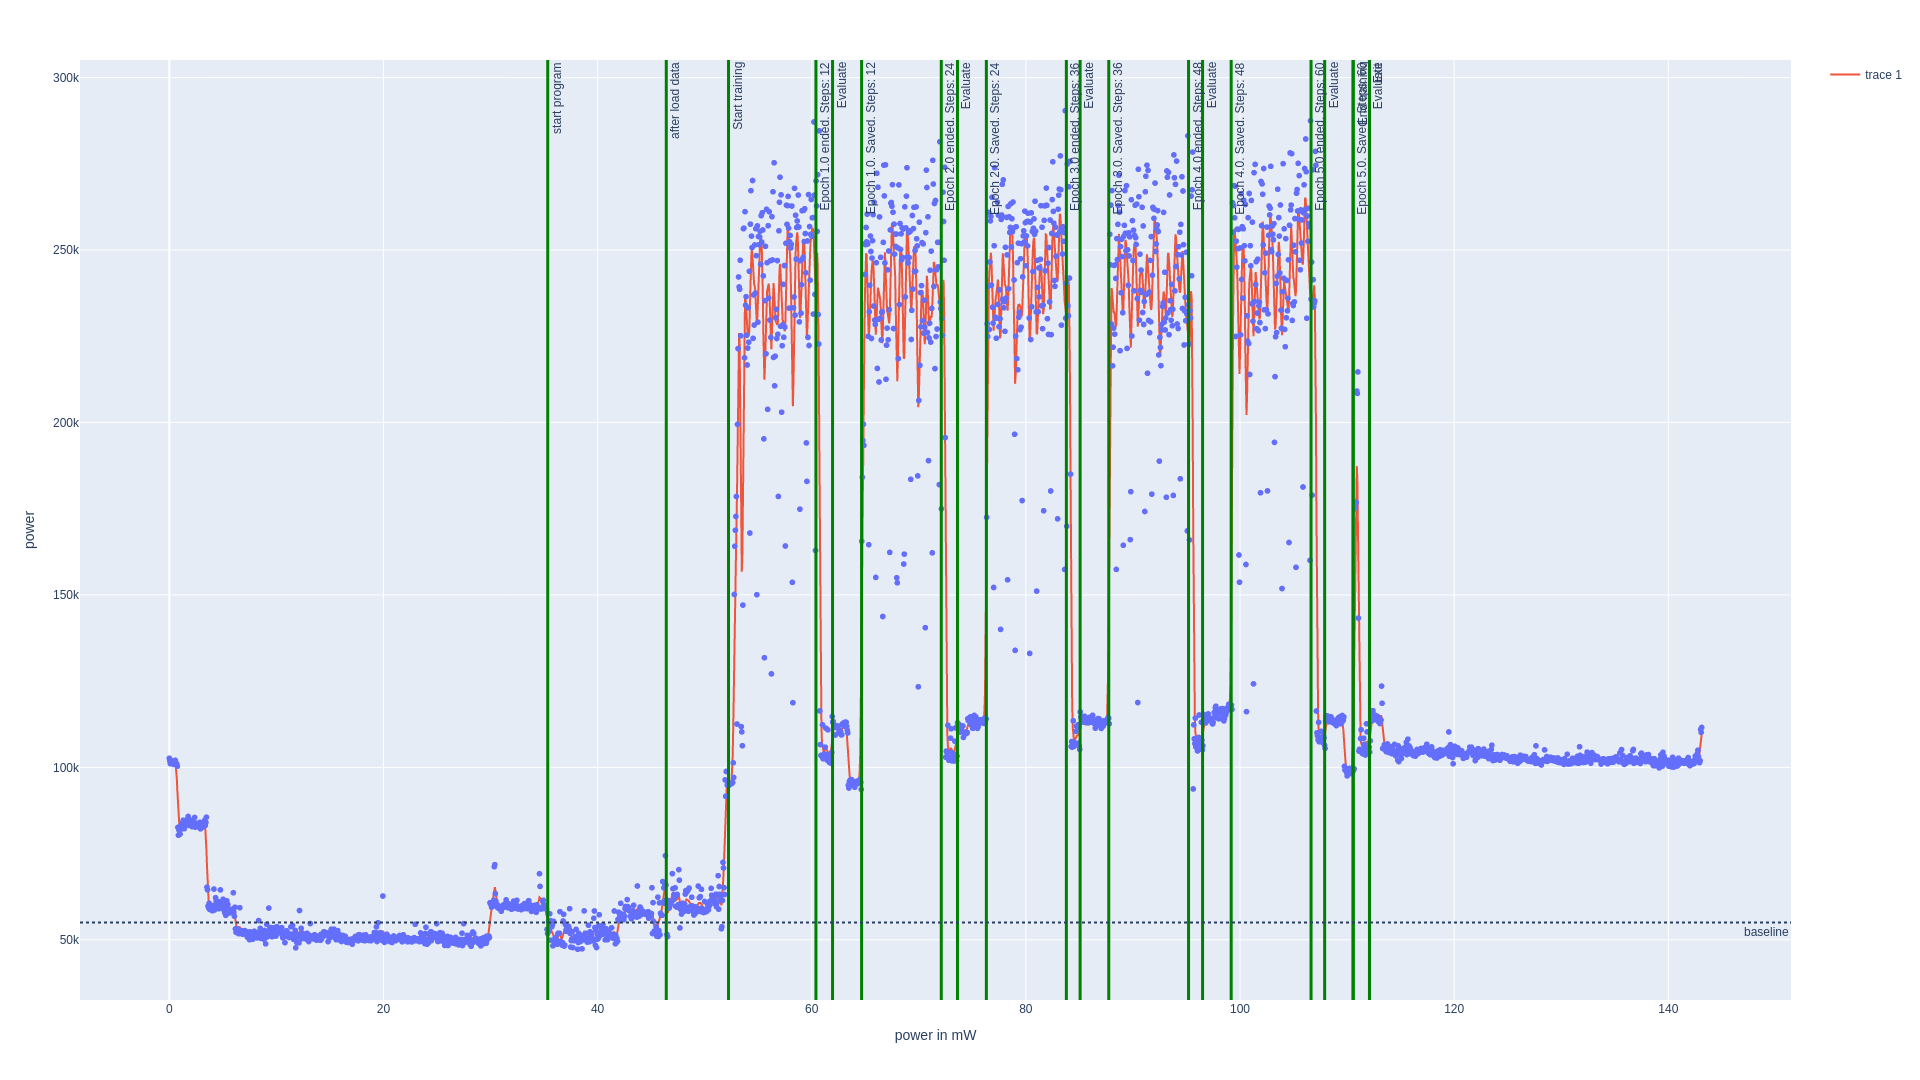 300k
250k
200k
150k
100k
50k
power
0
20
40
60
80
100
120
140
power in mW
start program
after load data
Start training
Epoch 1.0 ended. Steps: 12
Evaluate
Epoch 1.0. Saved. Steps: 12
Epoch 2.0 ended. Steps: 24
Evaluate
Epoch 2.0. Saved. Steps: 24
Epoch 3.0 ended. Steps: 36
Evaluate
Epoch 3.0. Saved. Steps: 36
Epoch 4.0 ended. Steps: 48
Evaluate
Epoch 4.0. Saved. Steps: 48
Epoch 5.0 ended. Steps: 60
Evaluate
Epoch 5.0. Saved. Steps: 60
Evaluate
baseline
trace 1